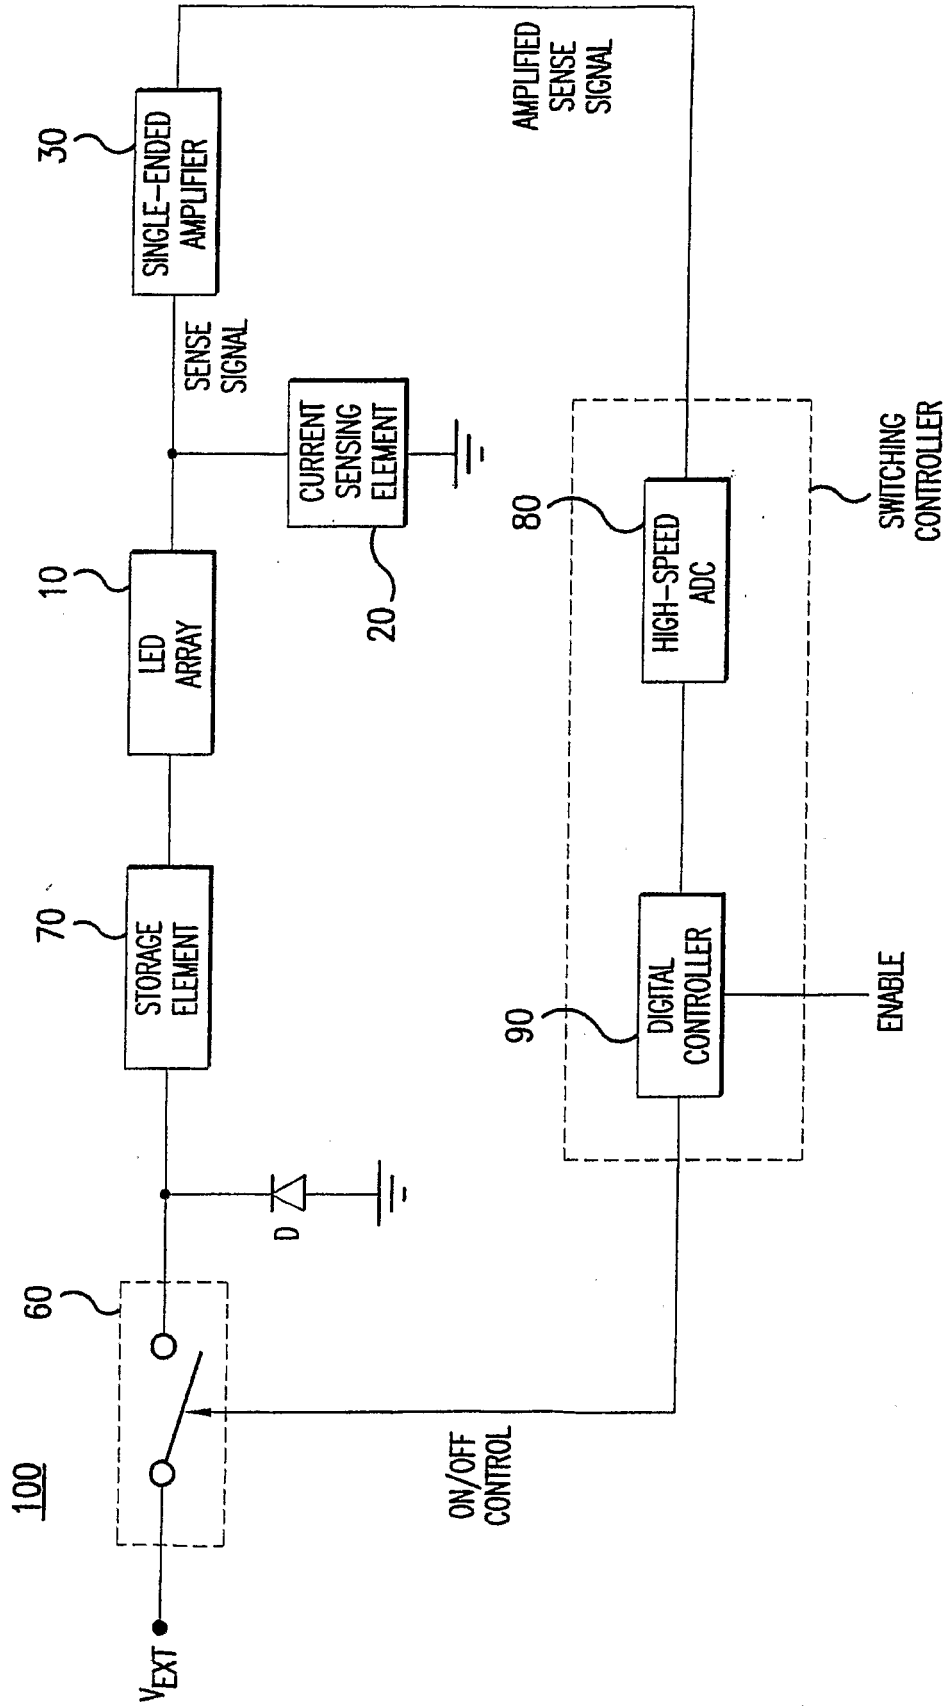 100
V_EXT
60
D
70
STORAGE
ELEMENT
10
LED
ARRAY
SENSE
SIGNAL
30
SINGLE-ENDED
AMPLIFIER
20
CURRENT
SENSING
ELEMENT
ON/OFF
CONTROL
90
DIGITAL
CONTROLLER
80
HIGH-SPEED
ADC
AMPLIFIED
SENSE
SIGNAL
ENABLE
SWITCHING
CONTROLLER